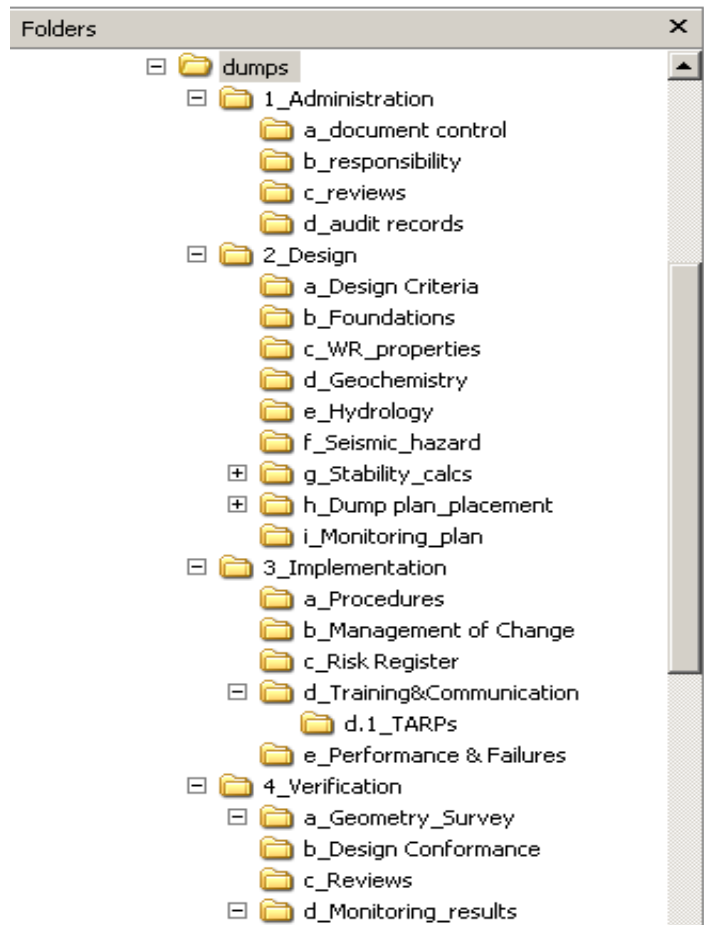 Folders
dumps
1_Administration
a_document control
b_responsibility
c_reviews
d_audit records
2_Design
a_Design Criteria
b_Foundations
c_WR_properties
d_Geochemistry
e_Hydrology
f_Seismic_hazard
g_Stability_calcs
h_Dump plan_placement
i_Monitoring_plan
3_Implementation
a_Procedures
b_Management of Change
c_Risk Register
d_Training&Communication
d.1_TARPs
e_Performance & Failures
4_Verification
a_Geometry_Survey
b_Design Conformance
c_Reviews
d_Monitoring_results